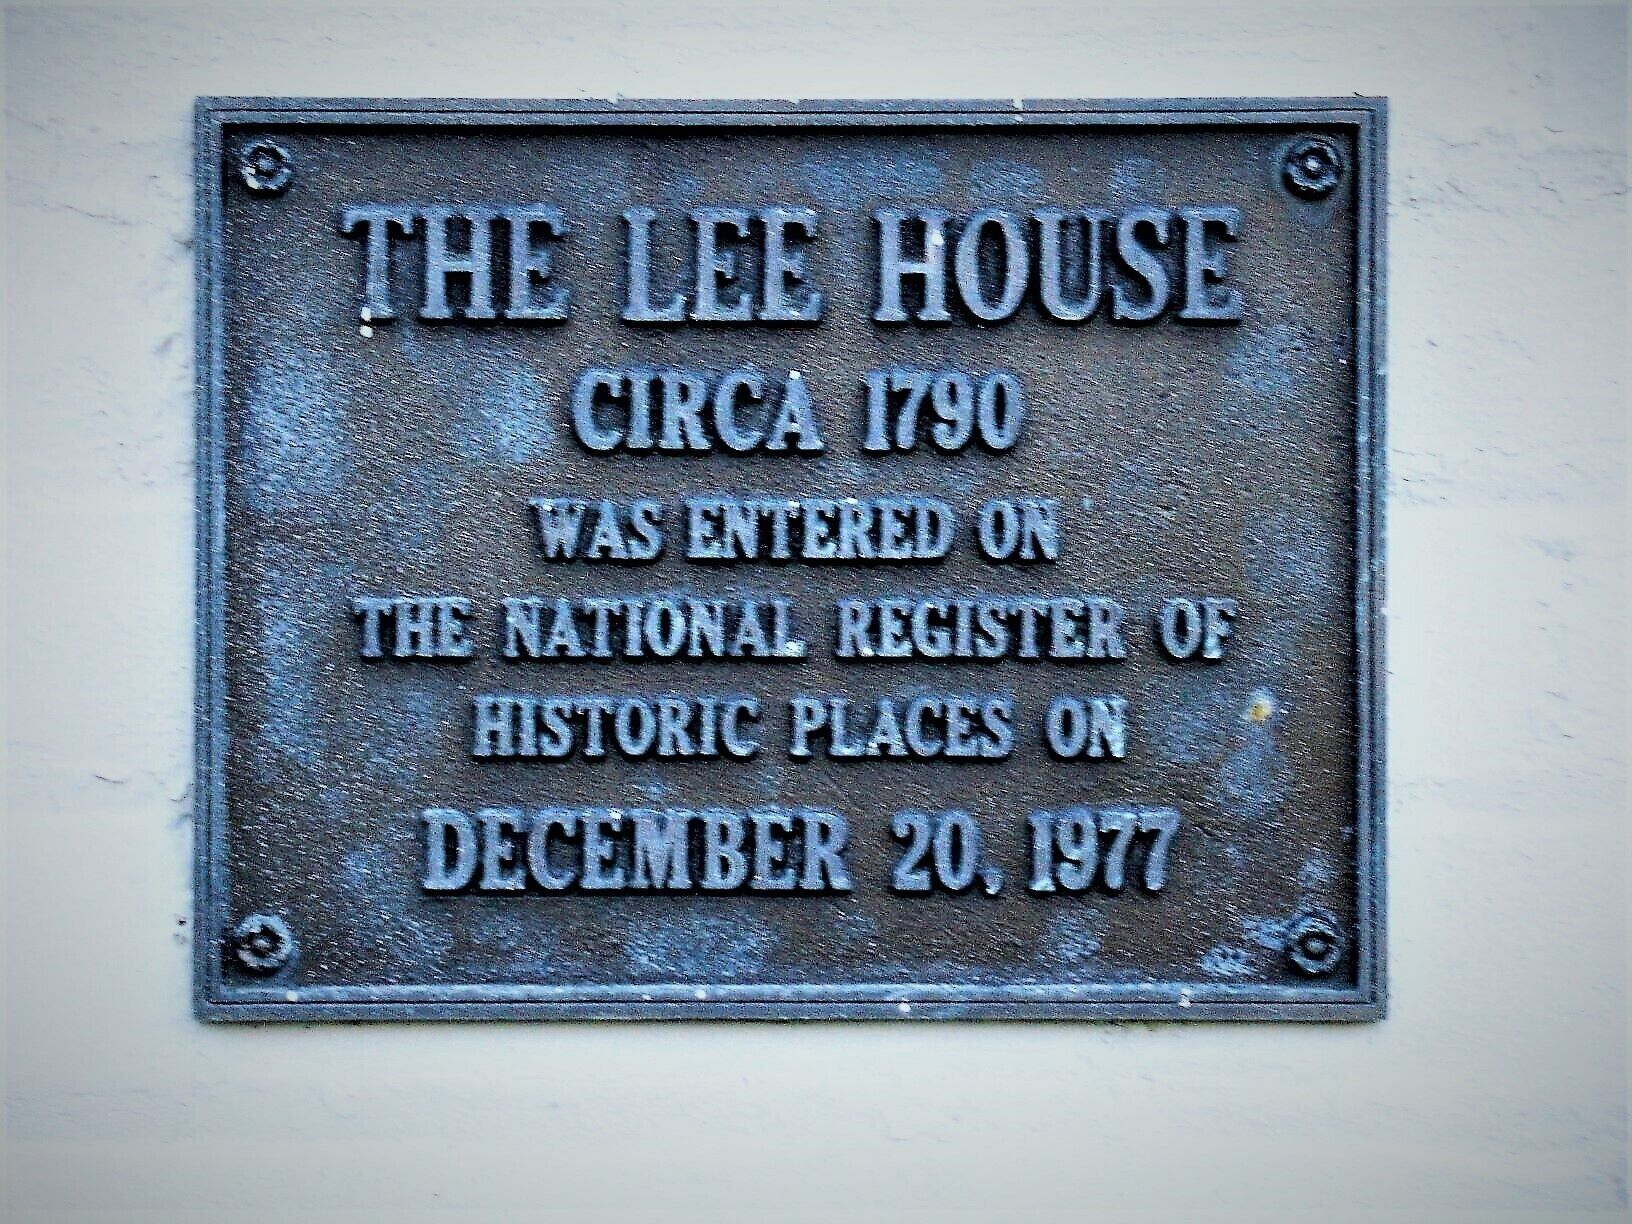 THE LEE HOUSE
CIRCA 1790
WAS ENTERED ON
THE NATIONAL REGISTER OF
HISTORIC PLACES ON
DECEMBER 20, 1977